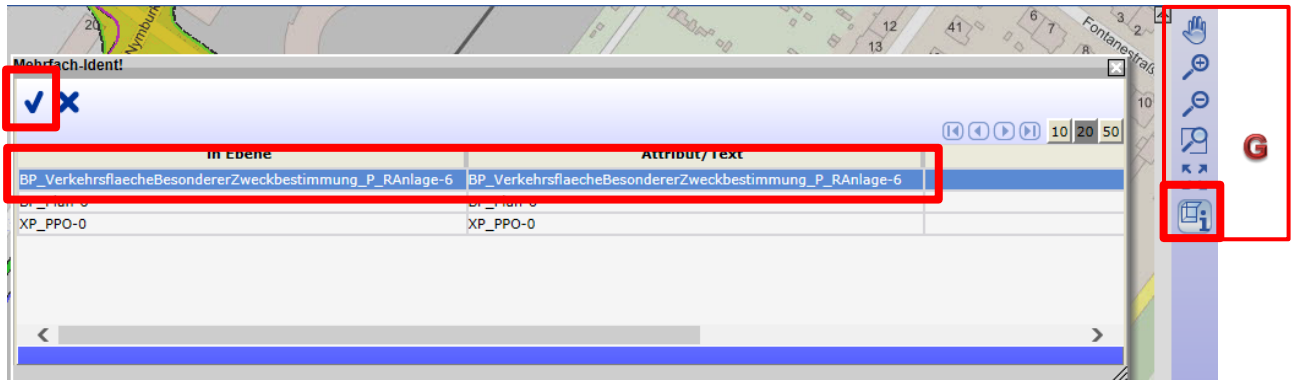 20
Nymburk
12
13
41
6
7
3
2
8
Fontanestraß
10
Mehrfach-Ident!
10 20 50
In Ebene Attribut/Text
BP_VerkehrsflaecheBesondererZweckbestimmung_P_RAnlage-6 BP_VerkehrsflaecheBesondererZweckbestimmung_P_RAnlage-6
XP_PPO-0 XP_PPO-0
G